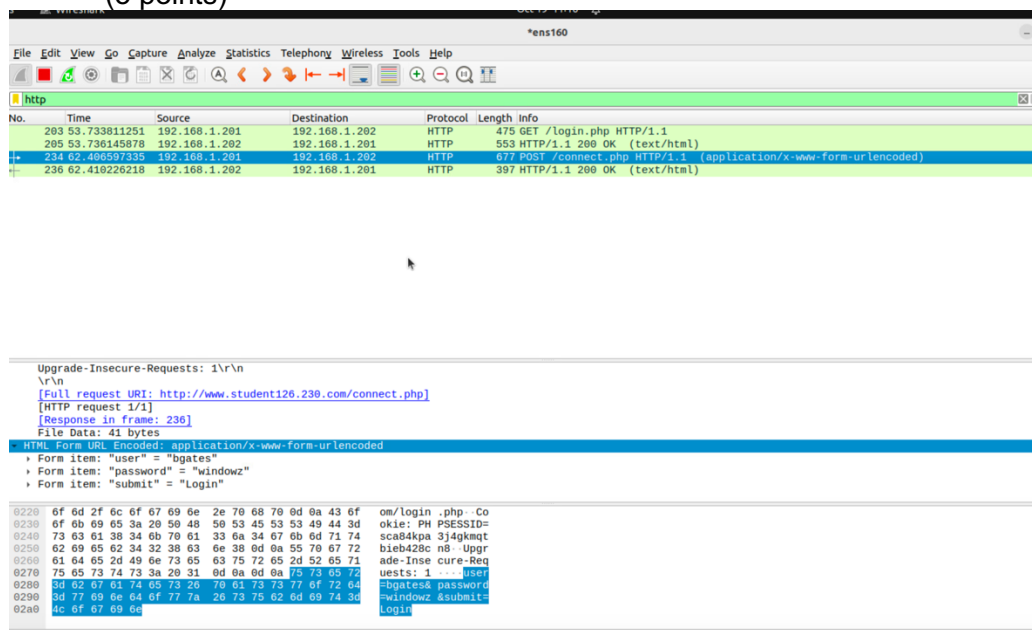 (5 points)
*ens160
File Edit View Go Capture Analyze Statistics Telephony Wireless Tools Help
http
No. Time Source Destination Protocol Length Info
203 53.733811251 192.168.1.201 192.168.1.202 HTTP 475 GET /login.php HTTP/1.1
205 53.736145878 192.168.1.202 192.168.1.201 HTTP 553 HTTP/1.1 200 OK (text/html)
234 62.406597335 192.168.1.201 192.168.1.202 HTTP 677 POST /connect.php HTTP/1.1 (application/x-www-form-urlencoded)
236 62.410226218 192.168.1.202 192.168.1.201 HTTP 397 HTTP/1.1 200 OK (text/html)
Upgrade-Insecure-Requests: 1\r\n
\r\n
[Full request URI: http://www.student126.230.com/connect.php]
[HTTP request 1/1]
[Response in frame: 236]
File Data: 41 bytes
HTML Form URL Encoded: application/x-www-form-urlencoded
Form item: "user" = "bgates"
Form item: "password" = "windowz"
Form item: "submit" = "Login"
0220 6f 6d 2f 6c 6f 67 69 6e 2e 70 68 70 0d 0a 43 6f om/login .php··Co
0230 6f 6b 69 65 3a 20 50 48 50 53 45 53 53 49 44 3d okie: PH PSESSID=
0240 73 63 61 38 34 6b 70 61 33 6a 34 67 6b 6d 71 74 sca84kpa 3j4gkmqt
0250 62 69 65 62 34 32 38 63 6e 38 0d 0a 55 70 67 72 bieb428c n8··Upgr
0260 61 64 65 2d 49 6e 73 65 63 75 72 65 2d 52 65 71 ade-Inse cure-Req
0270 75 65 73 74 73 3a 20 31 0d 0a 0d 0a 75 73 65 72 uests: 1 ····user
0280 3d 62 67 61 74 65 73 26 70 61 73 73 77 6f 72 64 =bgates& password
0290 3d 77 69 6e 64 6f 77 7a 26 73 75 62 6d 69 74 3d =windowz &submit=
02a0 4c 6f 67 69 6e Login